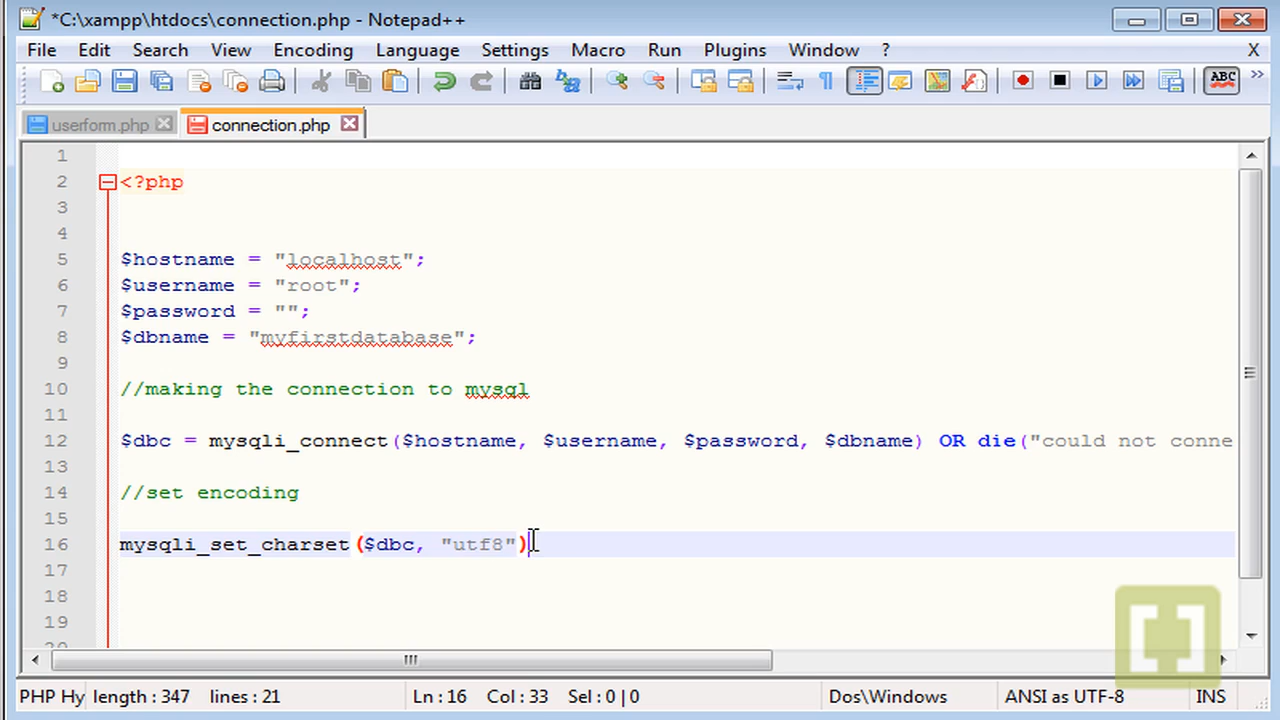 *C:\xampp\htdocs\connection.php - Notepad++
File Edit Search View Encoding Language Settings Macro Run Plugins Window ? X
ABC
userform.php connection.php
1
2 <?php
3
4
5 $hostname = "localhost";
6 $username = "root";
7 $password = "";
8 $dbname = "myfirstdatabase";
9
10 //making the connection to mysql
11
12 $dbc = mysqli_connect($hostname, $username, $password, $dbname) OR die("could not conne
13
14 //set encoding
15
16 mysqli_set_charset($dbc, "utf8")
17
18
19
20
PHP Hy length : 347 lines : 21 Ln : 16 Col : 33 Sel : 0 | 0 Dos\Windows ANSI as UTF-8 INS